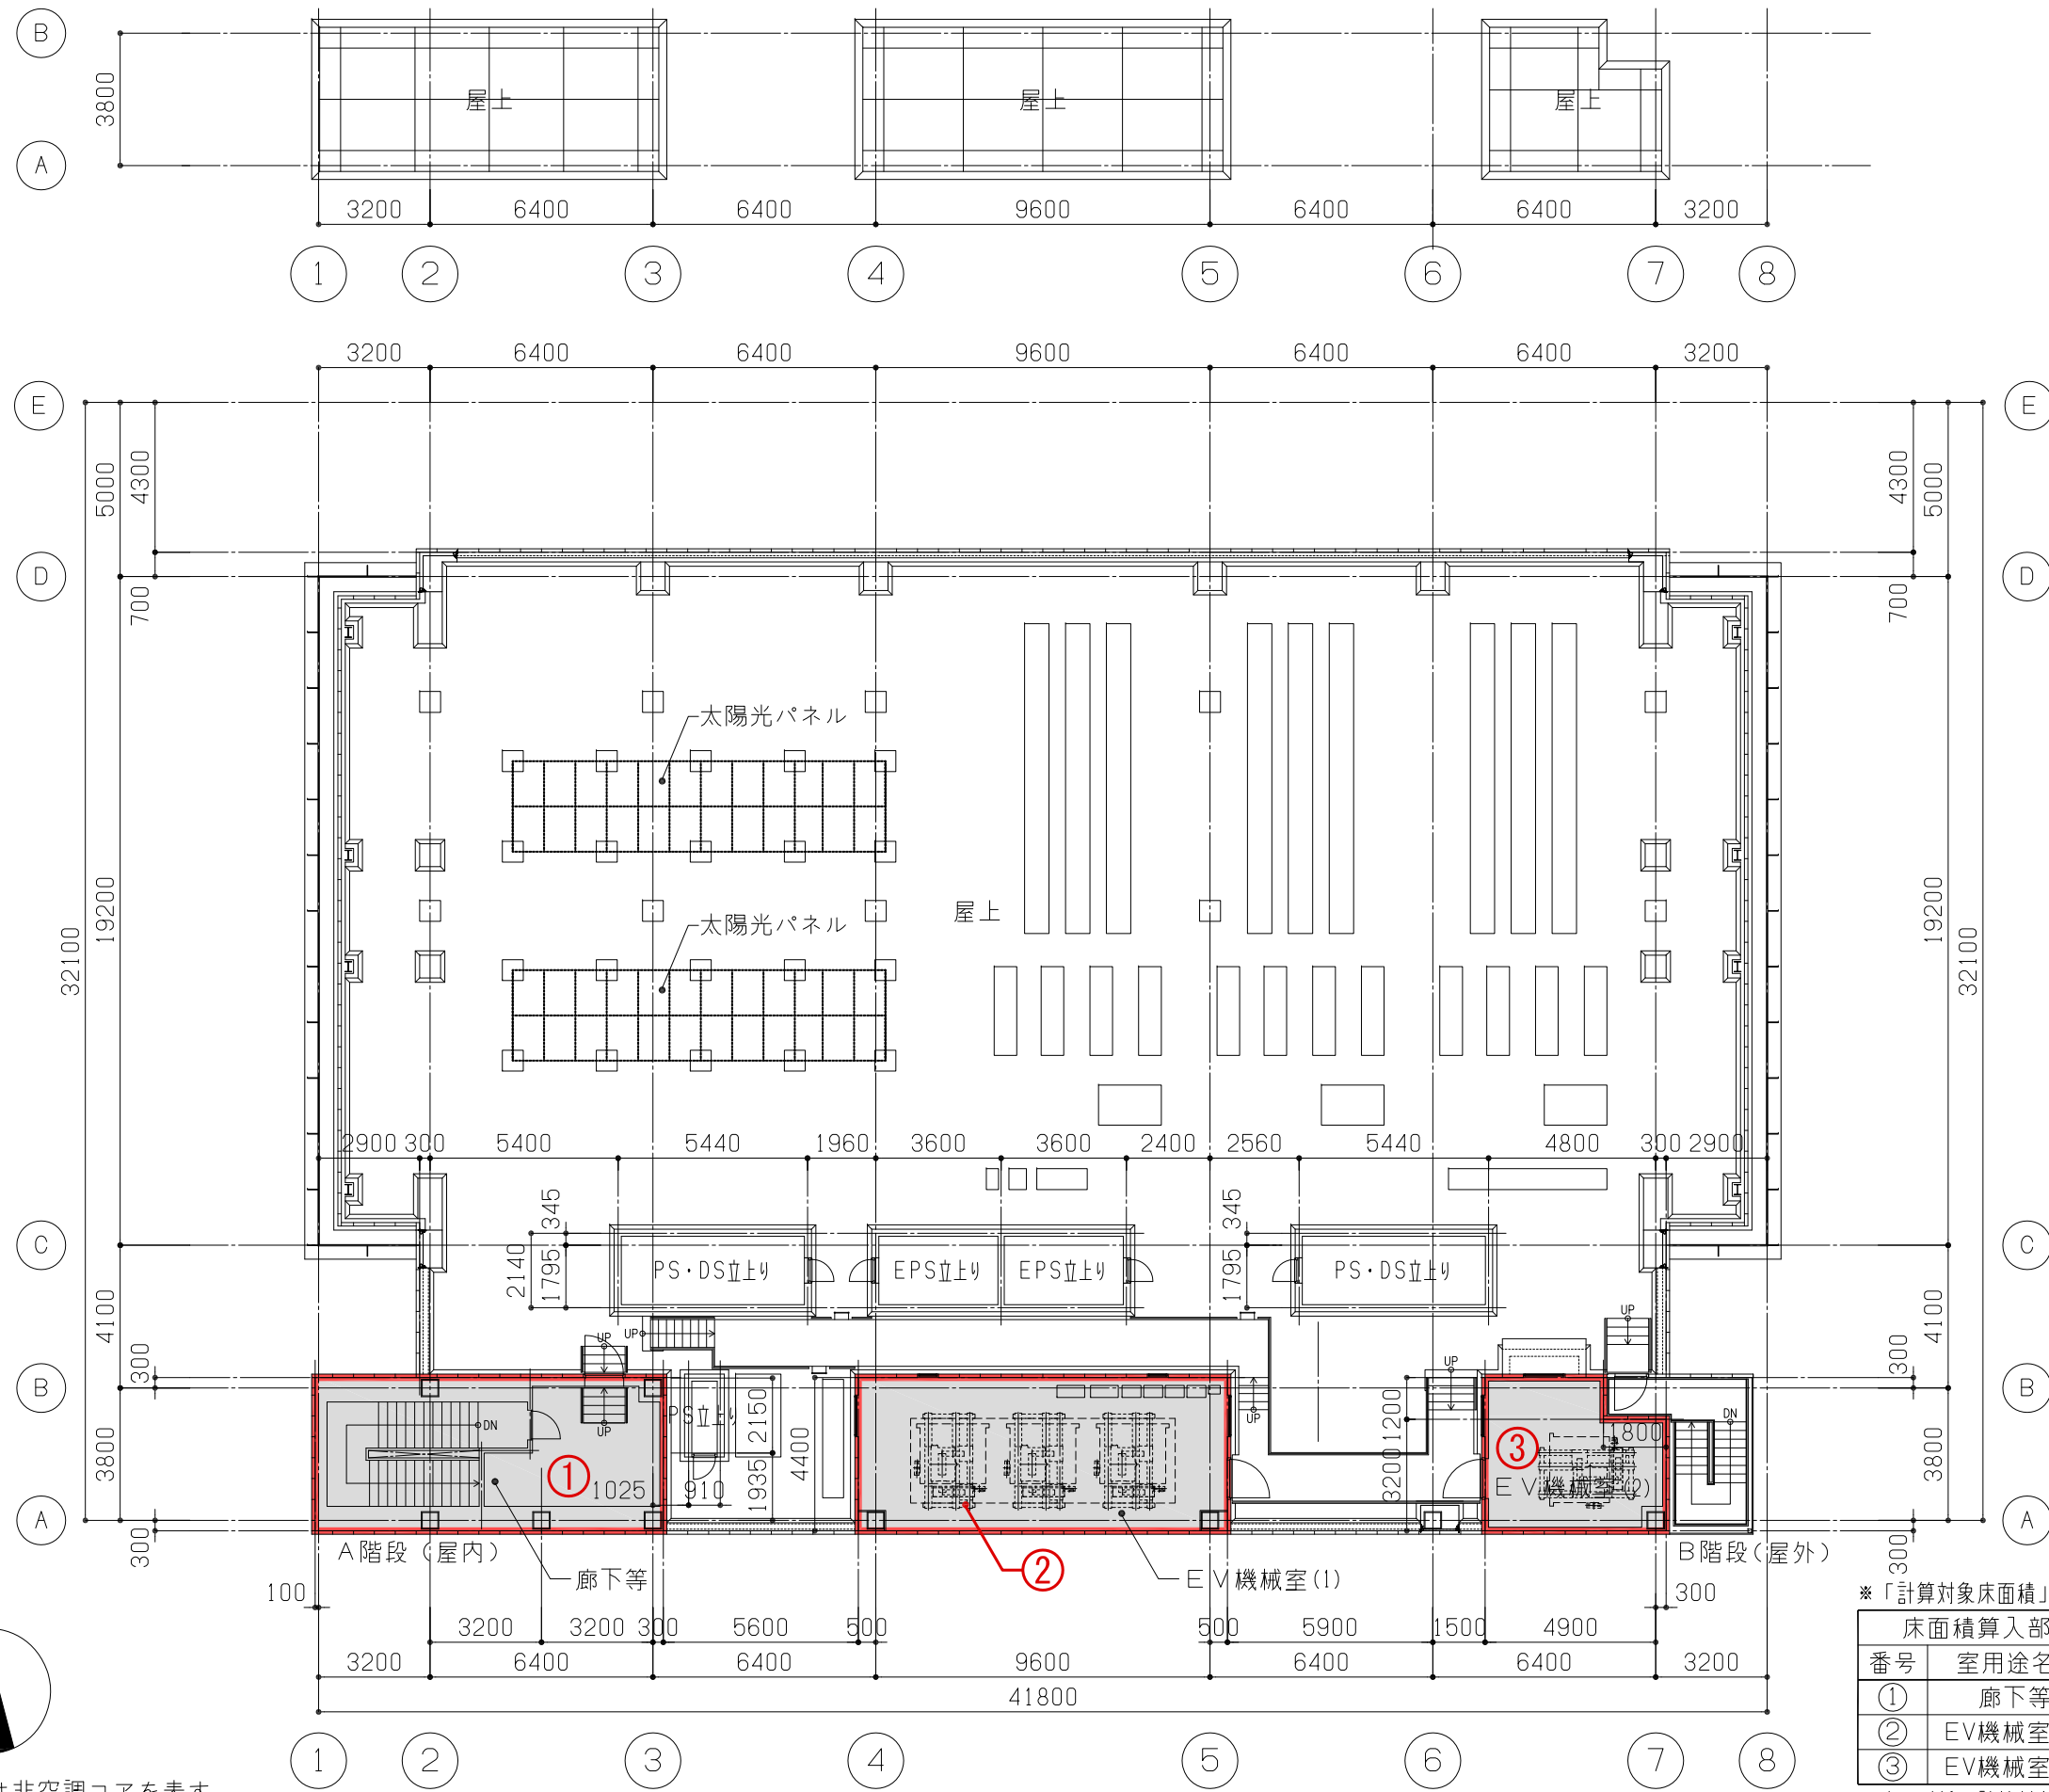 B
3800
A
屋上
屋上
屋上
3200 6400 6400 9600 6400 6400 3200
1 2 3 4 5 6 7 8
3200 6400 6400 9600 6400 6400 3200
E
E
5000 4300
4300 5000
D
D
700
700
太陽光パネル
太陽光パネル
屋上
32100 19200
19200 32100
2900 300 5400 5440 1960 3600 3600 2400 2560 5440 4800 300 2900
345
345
C
C
2140 1795
1795
PS・DS立上り
EPS立上り
EPS立上り
PS・DS立上り
4100
4100
UP
UP
UP
UP
300
300
B
B
UP
UP
DN
DN
PS立上り
2150
4400
1200
1800
①
③
EV機械室(2)
3800
3800
1025
910
1935
3200
A
A
300
300
A階段(屋内)
廊下等
②
EV機械室(1)
B階段(屋外)
100
300
3200 3200 300 5600 500 500 5900 1500 4900
3200 6400 6400 9600 6400 6400 3200
41800
1 2 3 4 5 6 7 8
※「計算対象床面積」
床面積算入部
番号 室用途名
① 廊下等
② EV機械室
③ EV機械室
は非空調コアを表す